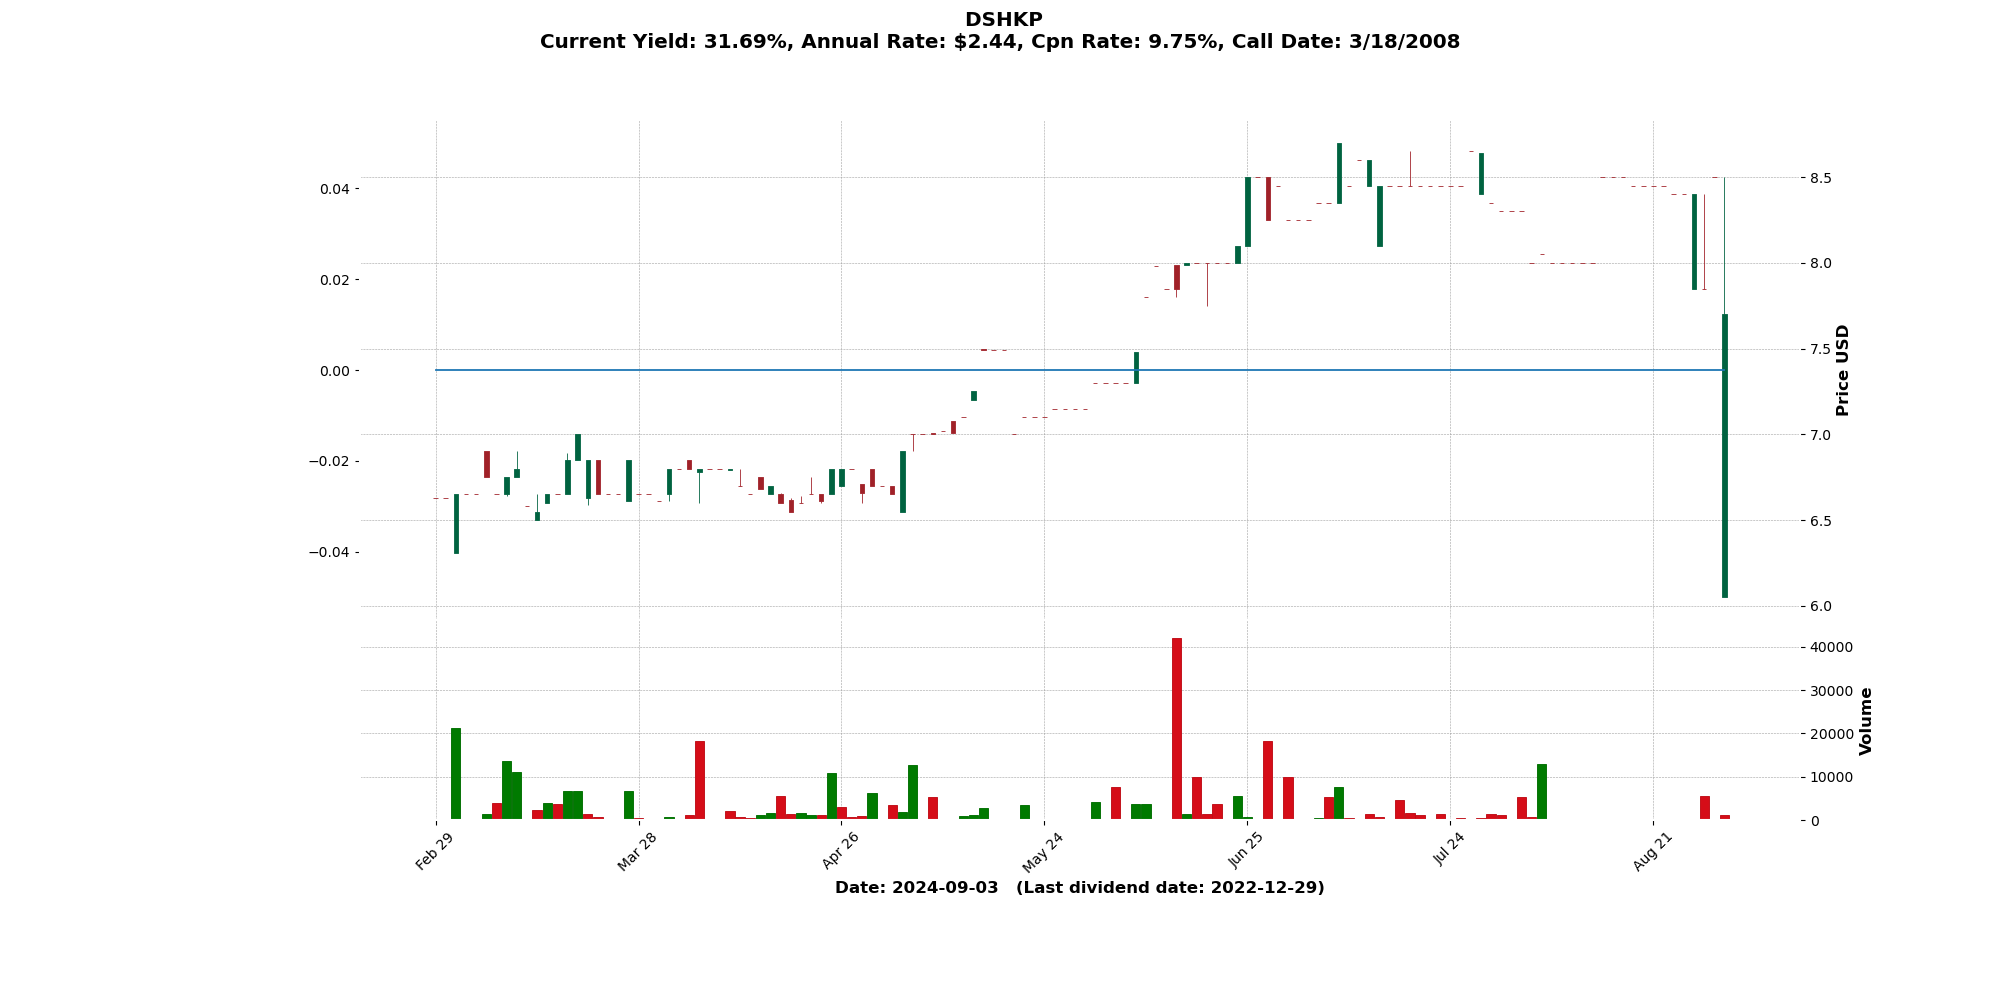 DSHKP
Current Yield: 31.69%, Annual Rate: $2.44, Cpn Rate: 9.75%, Call Date: 3/18/2008
0.04
0.02
0.00
−0.02
−0.04
8.5
8.0
7.5
7.0
6.5
6.0
Price USD
40000
30000
20000
10000
0
Volume
Feb 29
Mar 28
Apr 26
May 24
Jun 25
Jul 24
Aug 21
Date: 2024-09-03   (Last dividend date: 2022-12-29)